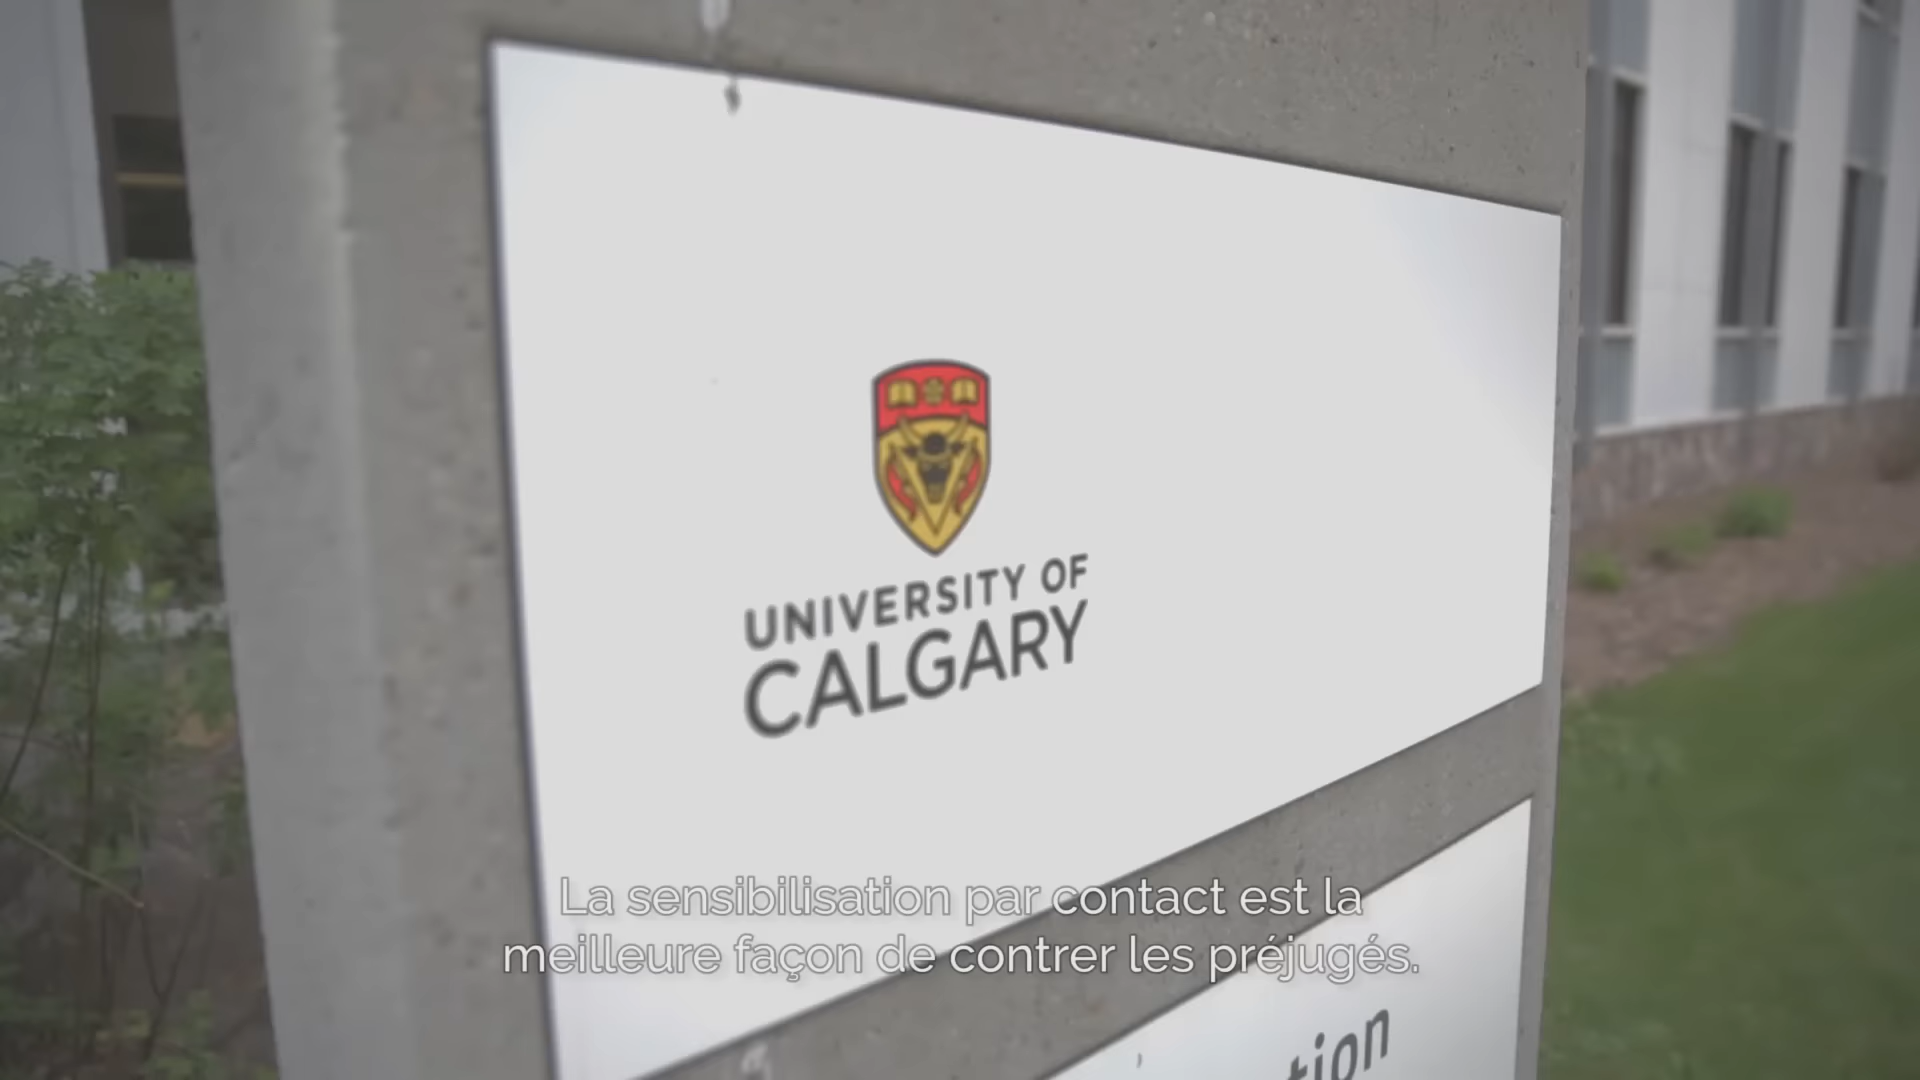 UNIVERSITY OF
CALGARY
La sensibilisation par contact est la
meilleure façon de contrer les préjugés.